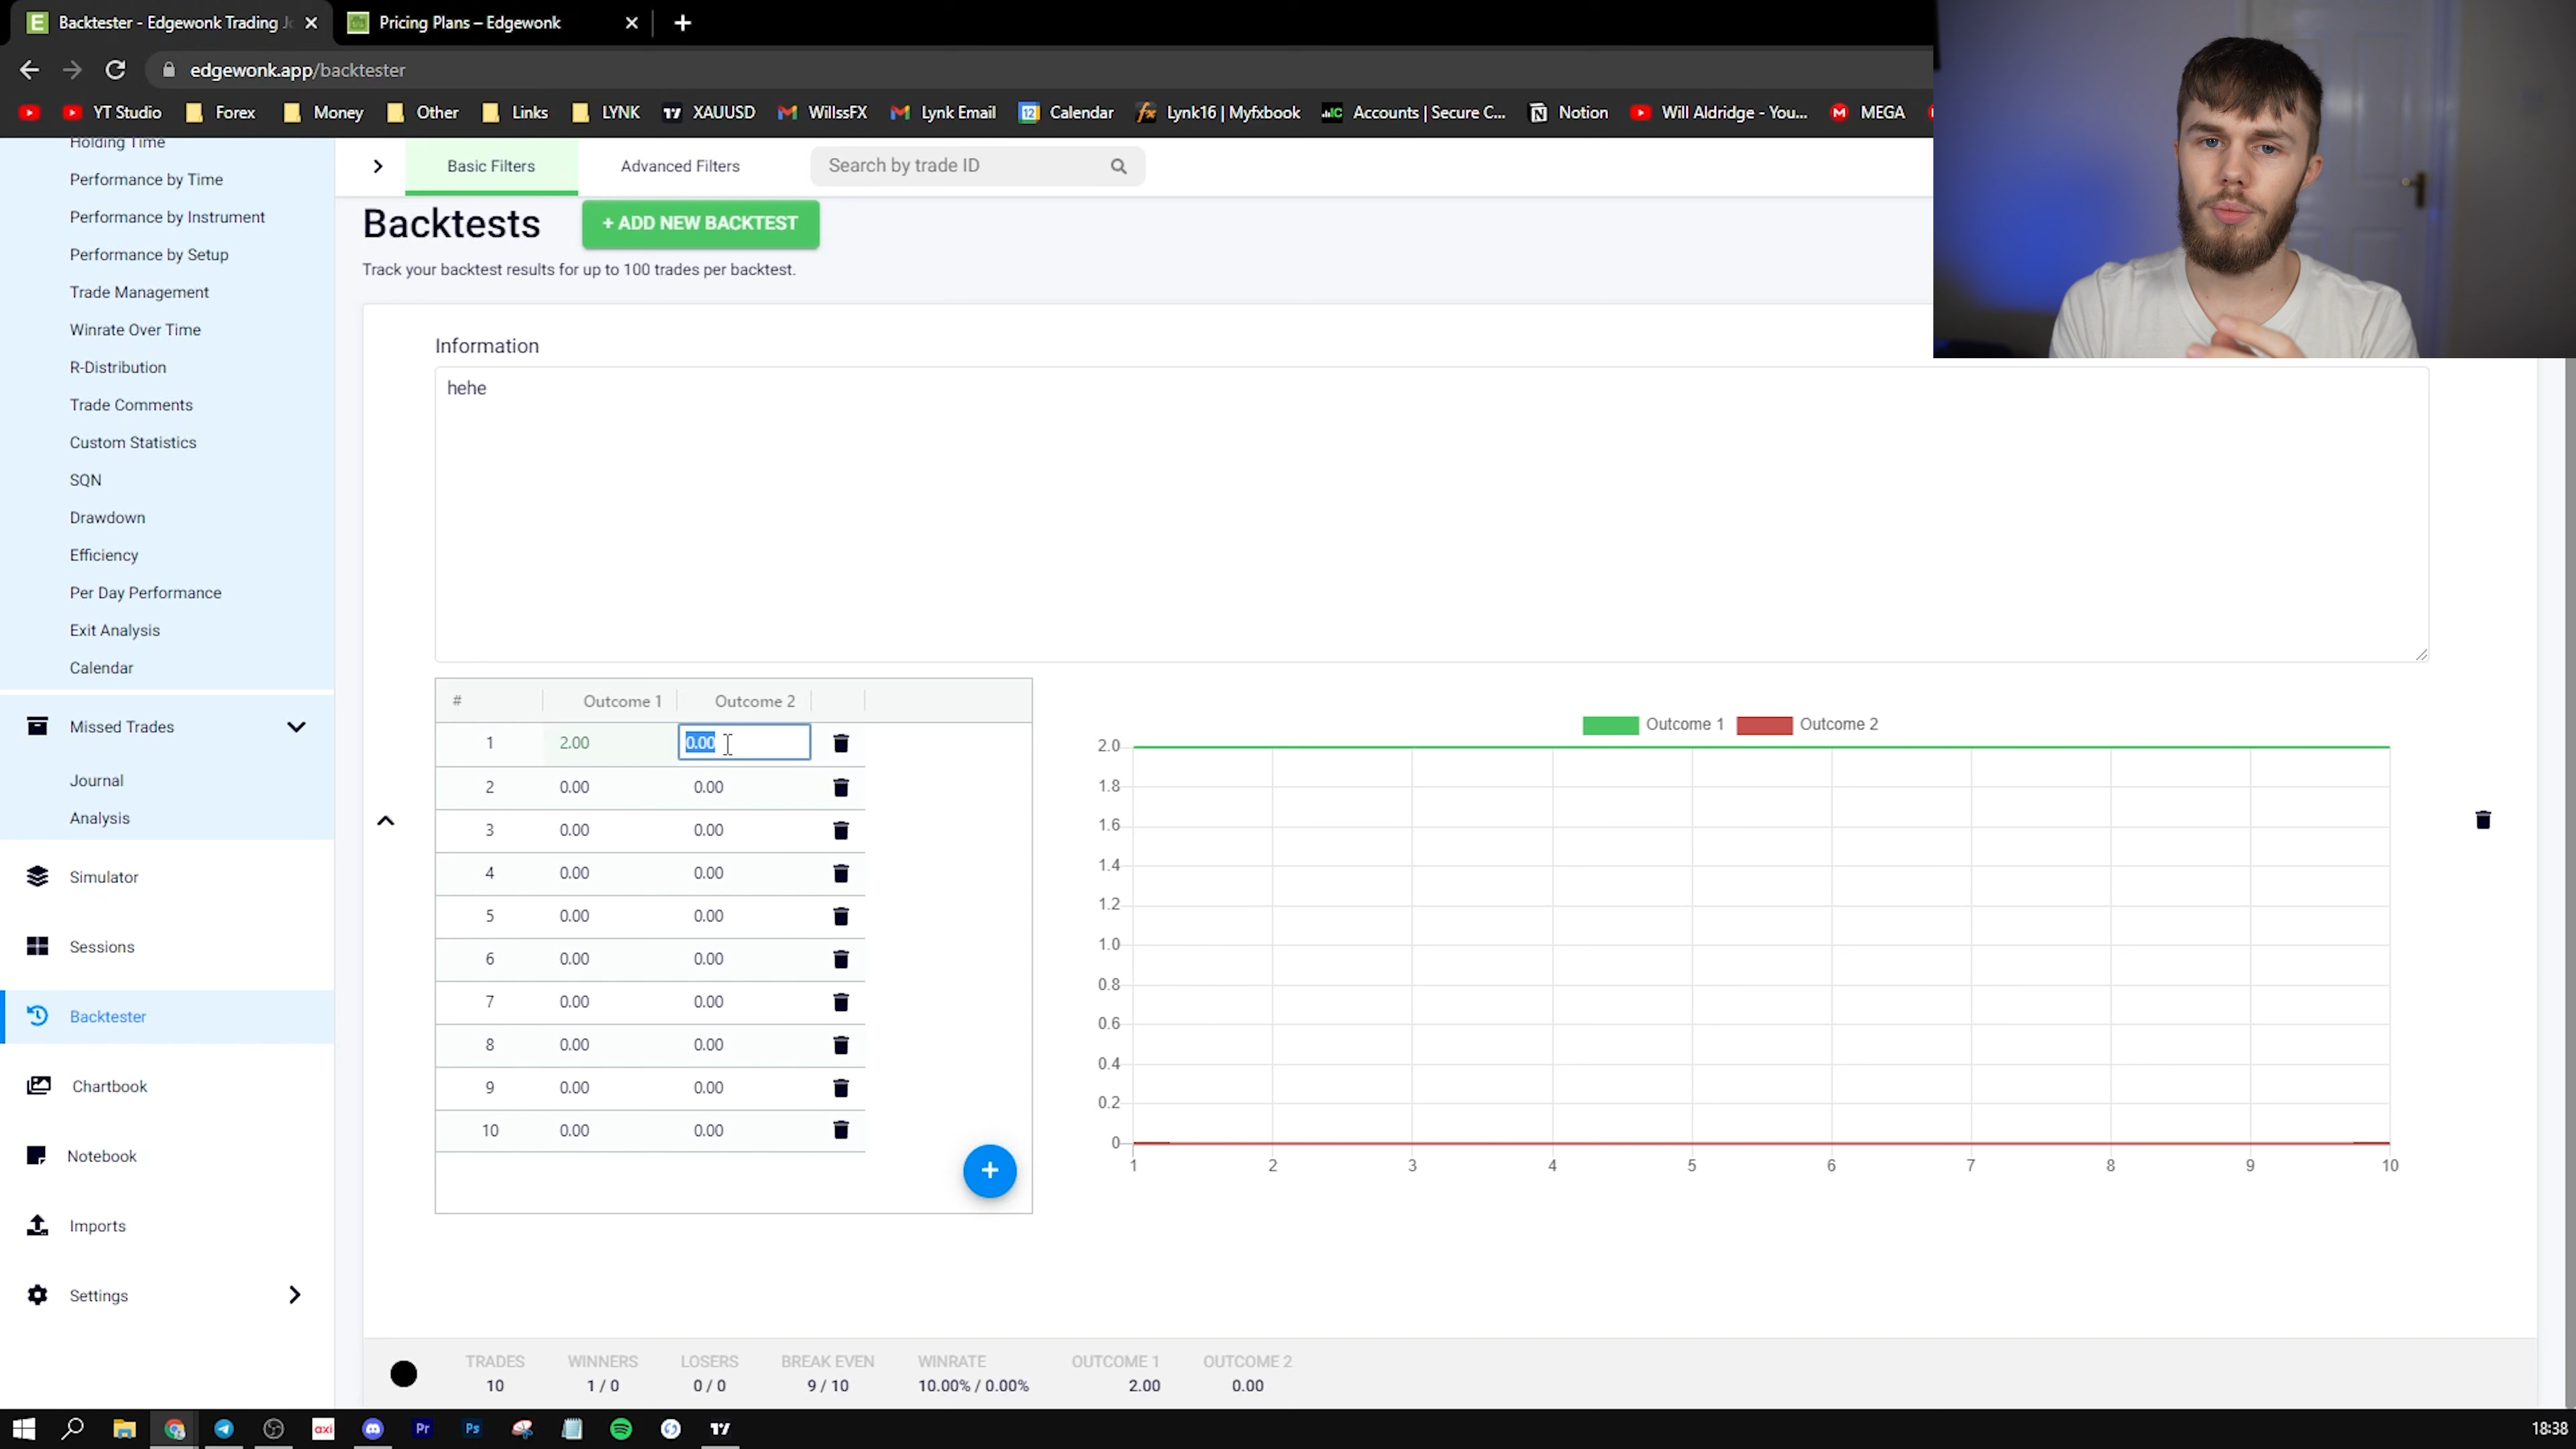 Backtester - Edgewonk Trading J
Pricing Plans – Edgewonk
edgewonk.app/backtester
YT Studio
Forex
Money
Other
Links
LYNK
XAUUSD
WillssFX
Lynk Email
12
Calendar
Lynk16 | Myfxbook
Accounts | Secure C...
Notion
Will Aldridge - You...
MEGA
Holding Time
Performance by Time
Performance by Instrument
Performance by Setup
Trade Management
Winrate Over Time
R-Distribution
Trade Comments
Custom Statistics
SQN
Drawdown
Efficiency
Per Day Performance
Exit Analysis
Calendar
Missed Trades
Journal
Analysis
Simulator
Sessions
Backtester
Chartbook
Notebook
Imports
Settings
Basic Filters
Advanced Filters
Search by trade ID
Backtests
+ ADD NEW BACKTEST
Track your backtest results for up to 100 trades per backtest.
Information
hehe
# Outcome 1 Outcome 2
1 2.00 0.00
2 0.00 0.00
3 0.00 0.00
4 0.00 0.00
5 0.00 0.00
6 0.00 0.00
7 0.00 0.00
8 0.00 0.00
9 0.00 0.00
10 0.00 0.00
+
Outcome 1 Outcome 2
2.0
1.8
1.6
1.4
1.2
1.0
0.8
0.6
0.4
0.2
0
1 2 3 4 5 6 7 8 9 10
TRADES WINNERS LOSERS BREAK EVEN WINRATE OUTCOME 1 OUTCOME 2
10 1 / 0 0 / 0 9 / 10 10.00% / 0.00% 2.00 0.00
axi
Pr
Ps
18:38